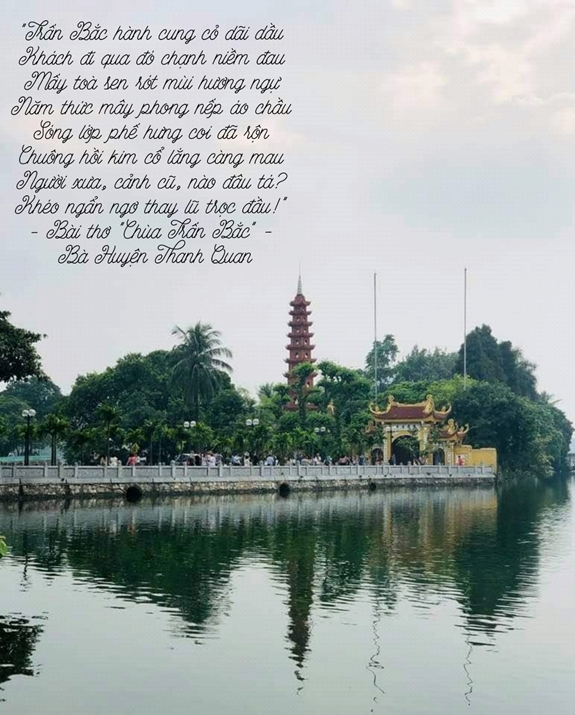 "Trấn Bắc hành cung cỏ dãi dầu
Khách đi qua đó chạnh niềm đau
Mấy toà sen rớt mùi hương ngự
Năm thức mây phong nếp áo chầu
Sóng lớp phế hưng coi đã rộn
Chuông hồi kim cổ lắng càng mau
Người xưa, cảnh cũ, nào đâu tá?
Khéo ngẩn ngơ thay lũ trọc đầu!"
- Bài thơ "Chùa Trấn Bắc" -
Bà Huyện Thanh Quan